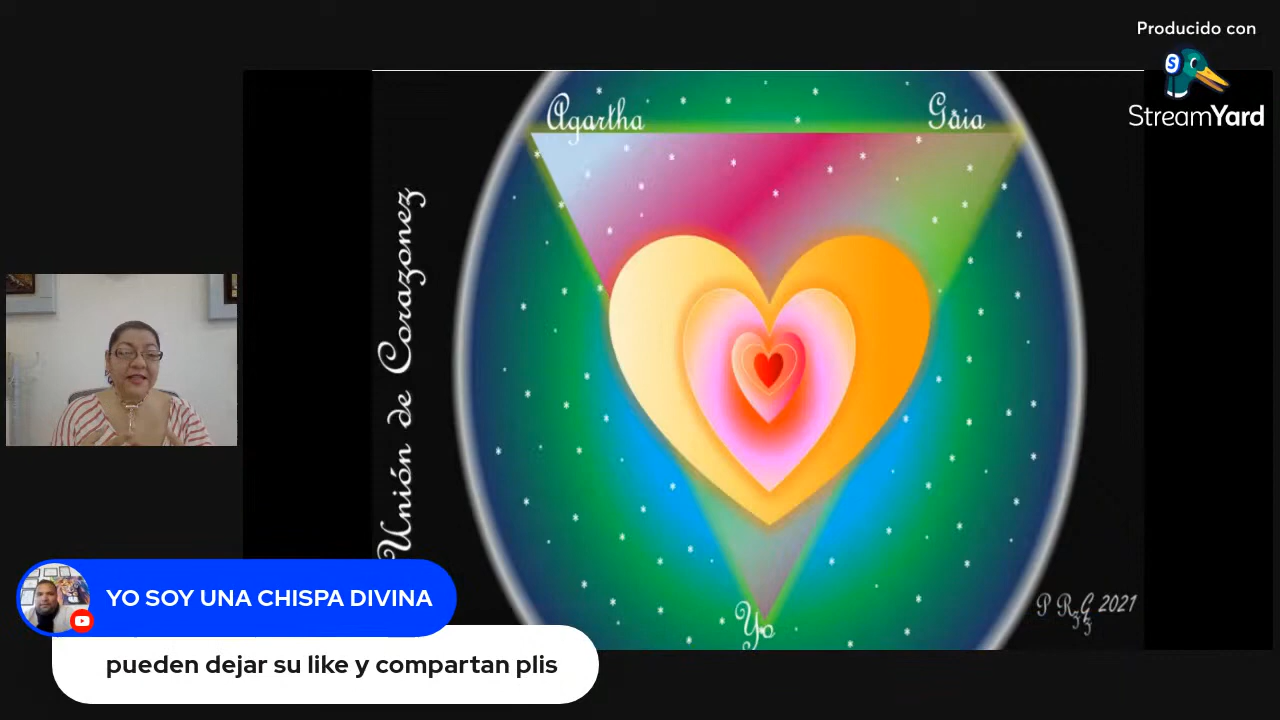 Producido con
StreamYard
Agartha
Gaia
Unión de Corazonez
Yo
P RzG 2021
YO SOY UNA CHISPA DIVINA
pueden dejar su like y compartan plis